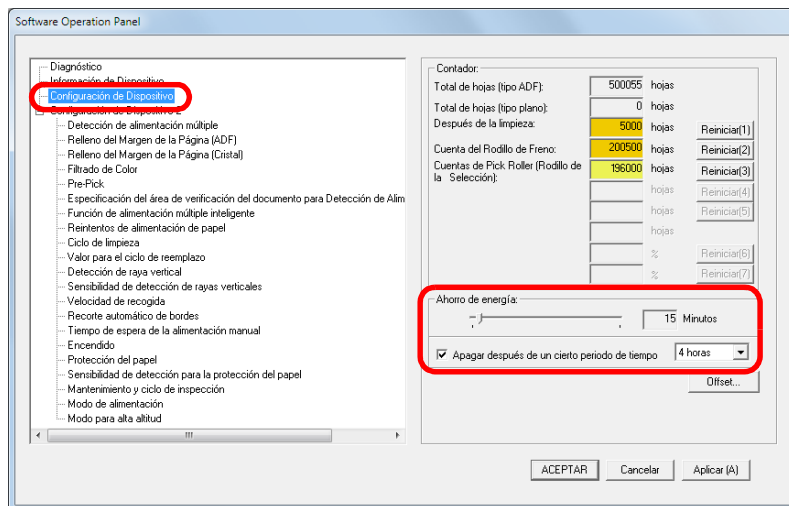 Software Operation Panel
Diagnóstico
Información de Dispositivo
Configuración de Dispositivo
Configuración de Dispositivo 2
Detección de alimentación múltiple
Relleno del Margen de la Página (ADF)
Relleno del Margen de la Página (Cristal)
Filtrado de Color
Pre-Pick
Especificación del área de verificación del documento para Detección de Alim
Función de alimentación múltiple inteligente
Reintentos de alimentación de papel
Ciclo de limpieza
Valor para el ciclo de reemplazo
Detección de raya vertical
Sensibilidad de detección de rayas verticales
Velocidad de recogida
Recorte automático de bordes
Tiempo de espera de la alimentación manual
Encendido
Protección del papel
Sensibilidad de detección para la protección del papel
Mantenimiento y ciclo de inspección
Modo de alimentación
Modo para alta altitud
Contador:
Total de hojas (tipo ADF): 500055 hojas
Total de hojas (tipo plano): 0 hojas
Después de la limpieza: 5000 hojas Reiniciar(1)
Cuenta del Rodillo de Freno: 200500 hojas Reiniciar(2)
Cuentas de Pick Roller (Rodillo de 196000 hojas Reiniciar(3)
la Selección):
hojas Reiniciar(4)
hojas Reiniciar(5)
hojas
% Reiniciar(6)
% Reiniciar(7)
Ahorro de energía:
15 Minutos
Apagar después de un cierto periodo de tiempo 4 horas
Offset...
ACEPTAR Cancelar Aplicar (A)